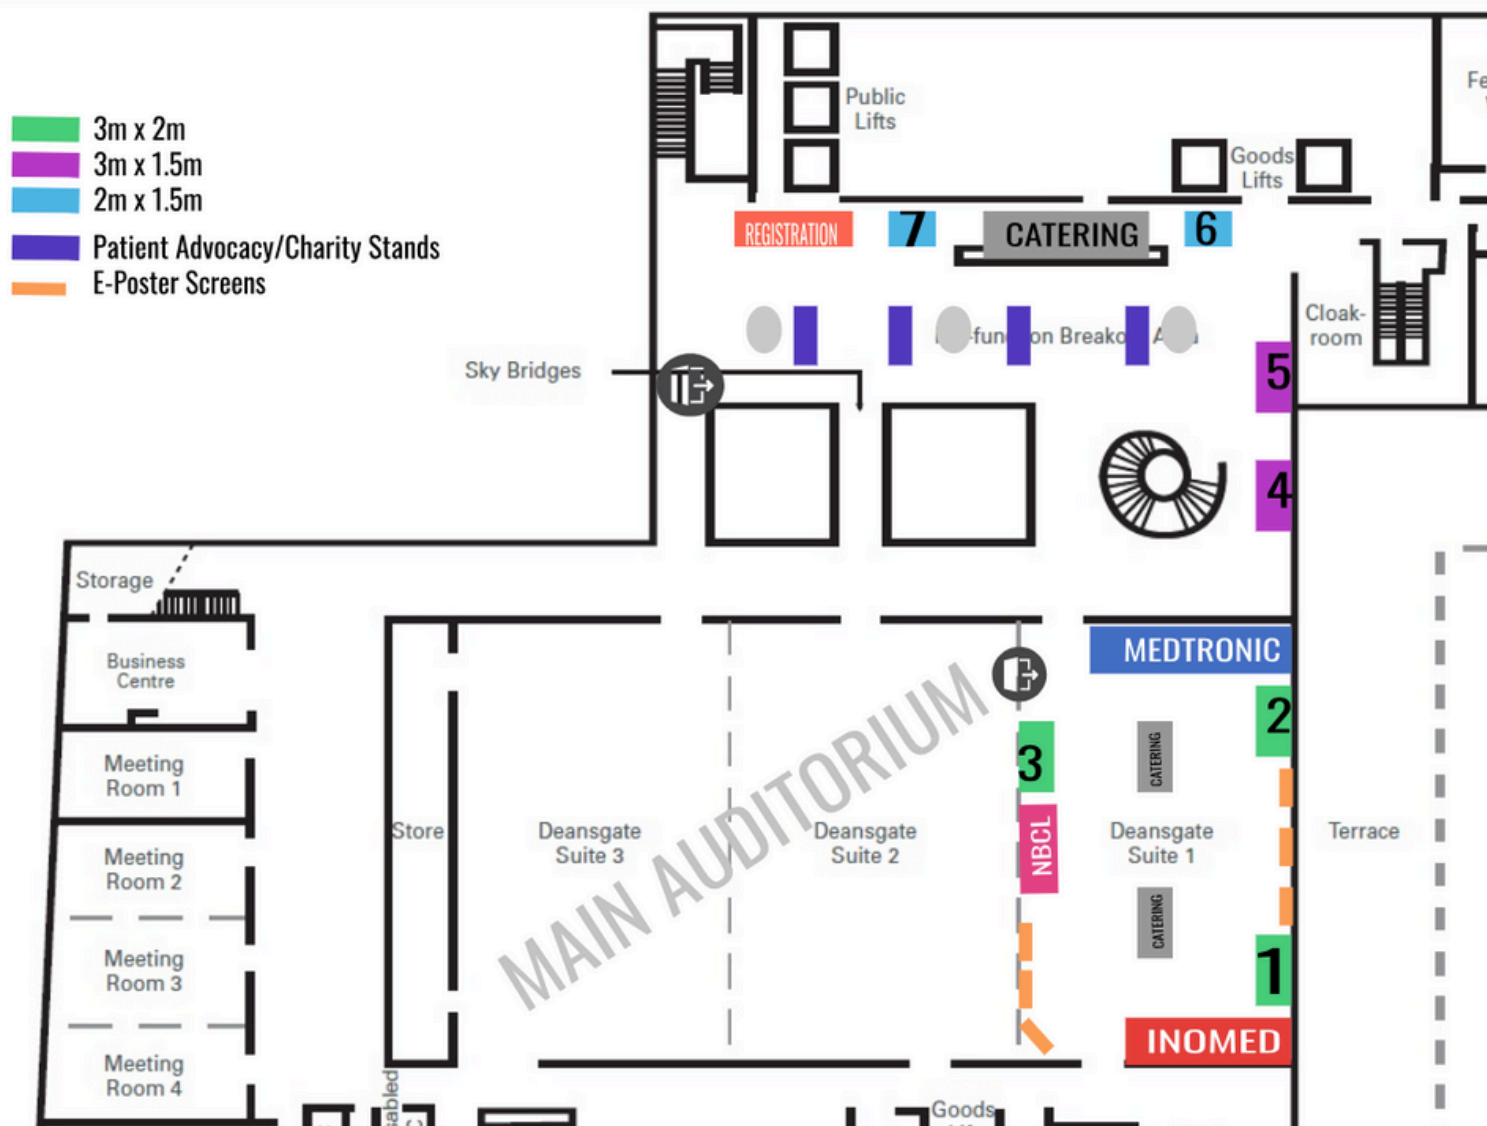 3m x 2m
3m x 1.5m
2m x 1.5m
Patient Advocacy/Charity Stands
E-Poster Screens
Public
Lifts
Goods
Lifts
REGISTRATION
7
CATERING
6
Cloak-
room
Sky Bridges
5
4
Storage
Business
Centre
Meeting
Room 1
Meeting
Room 2
Meeting
Room 3
Meeting
Room 4
Store
Deansgate
Suite 3
Deansgate
Suite 2
MAIN AUDITORIUM
MEDTRONIC
2
3
CATERING
NBCL
Deansgate
Suite 1
CATERING
1
INOMED
Terrace
Goods